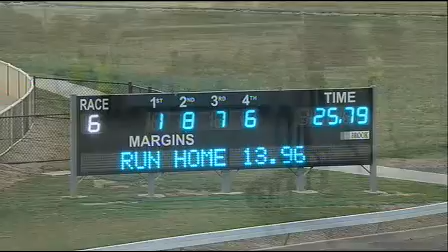 RACE 1ST 2ND 3RD 4TH TIME
6 1 8 7 6 25.79
MARGINS
RUN HOME 13.96